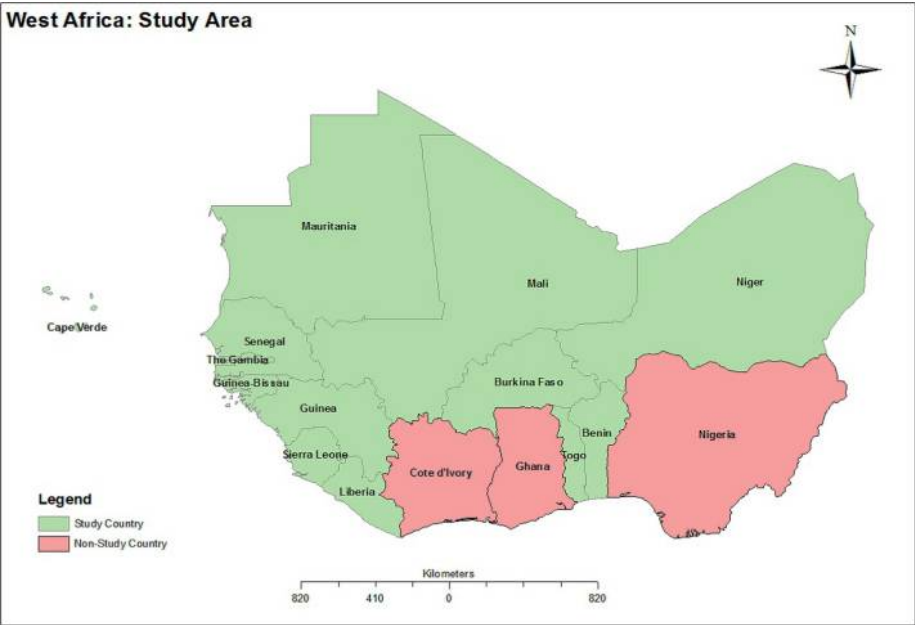 West Africa: Study Area
N
Mauritania
Mali
Niger
Cape Verde
Senegal
The Gambia
Guinea-Bissau
Burkina Faso
Guinea
Benin
Nigeria
Togo
Sierra Leone
Ghana
Cote d'Ivory
Liberia
Legend
Study Country
Non-Study Country
Kilometers
820 410 0 820